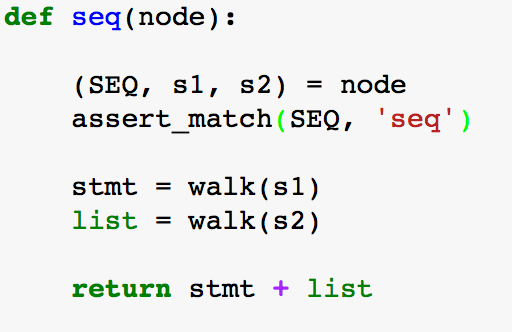 def seq(node):
(SEQ, s1, s2) = node
assert_match(SEQ, 'seq')
stmt = walk(s1)
list = walk(s2)
return stmt + list